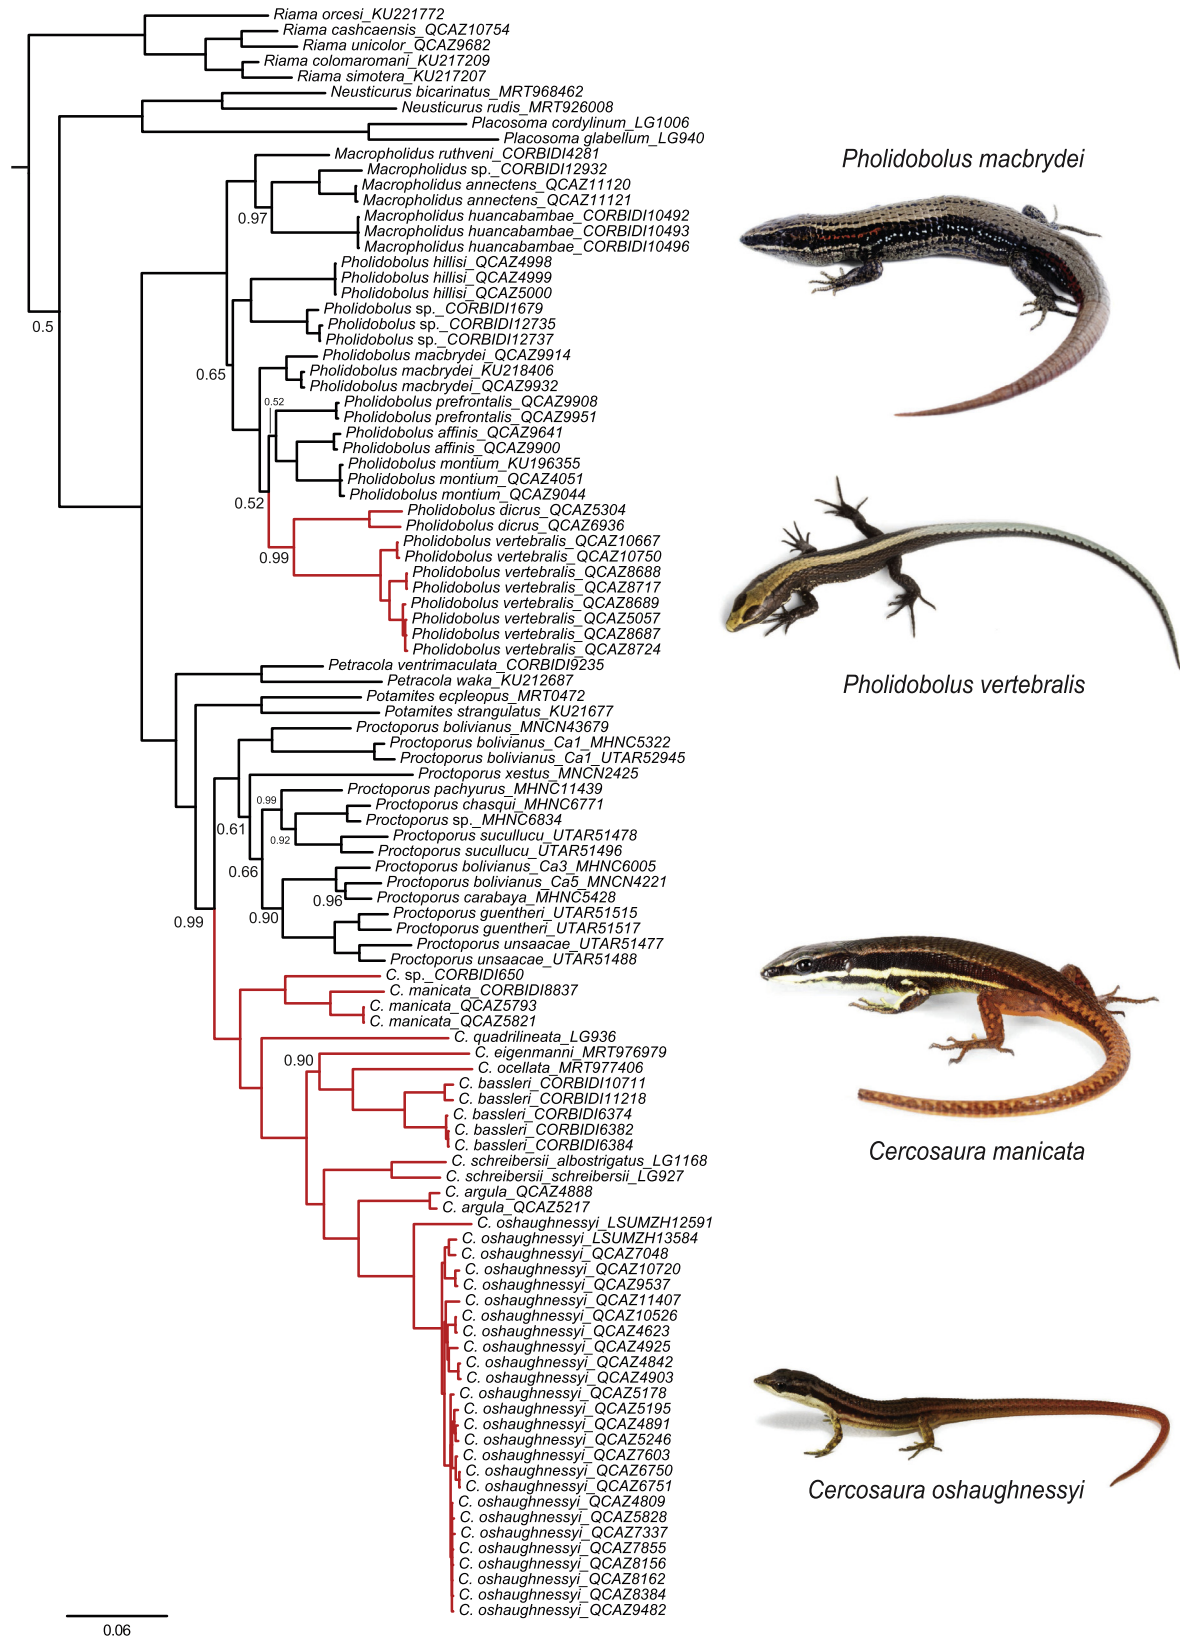 Riama orcesi_KU221772
Riama cashcaensis_QCAZ10754
Riama unicolor_QCAZ9682
Riama colomaromani_KU217209
Riama simotera_KU217207
Neusticurus bicarinatus_MRT968462
Neusticurus rudis_MRT926008
Placosoma cordylinum_LG1006
Placosoma glabellum_LG940
Macropholidus ruthveni_CORBIDI4281
Macropholidus sp._CORBIDI12932
Macropholidus annectens_QCAZ11120
Macropholidus annectens_QCAZ11121
0.97
Macropholidus huancabambae_CORBIDI10492
Macropholidus huancabambae_CORBIDI10493
Macropholidus huancabambae_CORBIDI10496
Pholidobolus hillisi_QCAZ4998
Pholidobolus hillisi_QCAZ4999
Pholidobolus hillisi_QCAZ5000
Pholidobolus sp._CORBIDI1679
0.5
Pholidobolus sp._CORBIDI12735
Pholidobolus sp._CORBIDI12737
Pholidobolus macbrydei_QCAZ9914
0.65
Pholidobolus macbrydei_KU218406
Pholidobolus macbrydei_QCAZ9932
0.52
Pholidobolus prefrontalis_QCAZ9908
Pholidobolus prefrontalis_QCAZ9951
Pholidobolus affinis_QCAZ9641
Pholidobolus affinis_QCAZ9900
Pholidobolus montium_KU196355
Pholidobolus montium_QCAZ4051
Pholidobolus montium_QCAZ9044
0.52
Pholidobolus dicrus_QCAZ5304
Pholidobolus dicrus_QCAZ6936
Pholidobolus vertebralis_QCAZ10667
0.99
Pholidobolus vertebralis_QCAZ10750
Pholidobolus vertebralis_QCAZ8688
Pholidobolus vertebralis_QCAZ8717
Pholidobolus vertebralis_QCAZ8689
Pholidobolus vertebralis_QCAZ5057
Pholidobolus vertebralis_QCAZ8687
Pholidobolus vertebralis_QCAZ8724
Petracola ventrimaculata_CORBIDI9235
Petracola waka_KU212687
Potamites ecpleopus_MRT0472
Potamites strangulatus_KU21677
Proctoporus bolivianus_MNCN43679
Proctoporus bolivianus_Ca1_MHNC5322
Proctoporus bolivianus_Ca1_UTAR52945
Proctoporus xestus_MNCN2425
Proctoporus pachyurus_MHNC11439
0.99
Proctoporus chasqui_MHNC6771
Proctoporus sp._MHNC6834
0.61
Proctoporus sucullucu_UTAR51478
0.92
Proctoporus sucullucu_UTAR51496
0.66
Proctoporus bolivianus_Ca3_MHNC6005
Proctoporus bolivianus_Ca5_MNCN4221
0.96
Proctoporus carabaya_MHNC5428
0.99
0.90
Proctoporus guentheri_UTAR51515
Proctoporus guentheri_UTAR51517
Proctoporus unsaacae_UTAR51477
Proctoporus unsaacae_UTAR51488
C. sp._CORBIDI650
C. manicata_CORBIDI8837
C. manicata_QCAZ5793
C. manicata_QCAZ5821
C. quadrilineata_LG936
0.90
C. eigenmanni_MRT976979
C. ocellata_MRT977406
C. bassleri_CORBIDI10711
C. bassleri_CORBIDI11218
C. bassleri_CORBIDI6374
C. bassleri_CORBIDI6382
C. bassleri_CORBIDI6384
C. schreibersii_albostrigatus_LG1168
C. schreibersii_schreibersii_LG927
C. argula_QCAZ4888
C. argula_QCAZ5217
C. oshaughnessyi_LSUMZH12591
C. oshaughnessyi_LSUMZH13584
C. oshaughnessyi_QCAZ7048
C. oshaughnessyi_QCAZ10720
C. oshaughnessyi_QCAZ9537
C. oshaughnessyi_QCAZ11407
C. oshaughnessyi_QCAZ10526
C. oshaughnessyi_QCAZ4623
C. oshaughnessyi_QCAZ4925
C. oshaughnessyi_QCAZ4842
C. oshaughnessyi_QCAZ4903
C. oshaughnessyi_QCAZ5178
C. oshaughnessyi_QCAZ5195
C. oshaughnessyi_QCAZ4891
C. oshaughnessyi_QCAZ5246
C. oshaughnessyi_QCAZ7603
C. oshaughnessyi_QCAZ6750
C. oshaughnessyi_QCAZ6751
C. oshaughnessyi_QCAZ4809
C. oshaughnessyi_QCAZ5828
C. oshaughnessyi_QCAZ7337
C. oshaughnessyi_QCAZ7855
C. oshaughnessyi_QCAZ8156
C. oshaughnessyi_QCAZ8162
C. oshaughnessyi_QCAZ8384
C. oshaughnessyi_QCAZ9482
0.06
Pholidobolus macbrydei
Pholidobolus vertebralis
Cercosaura manicata
Cercosaura oshaughnessyi